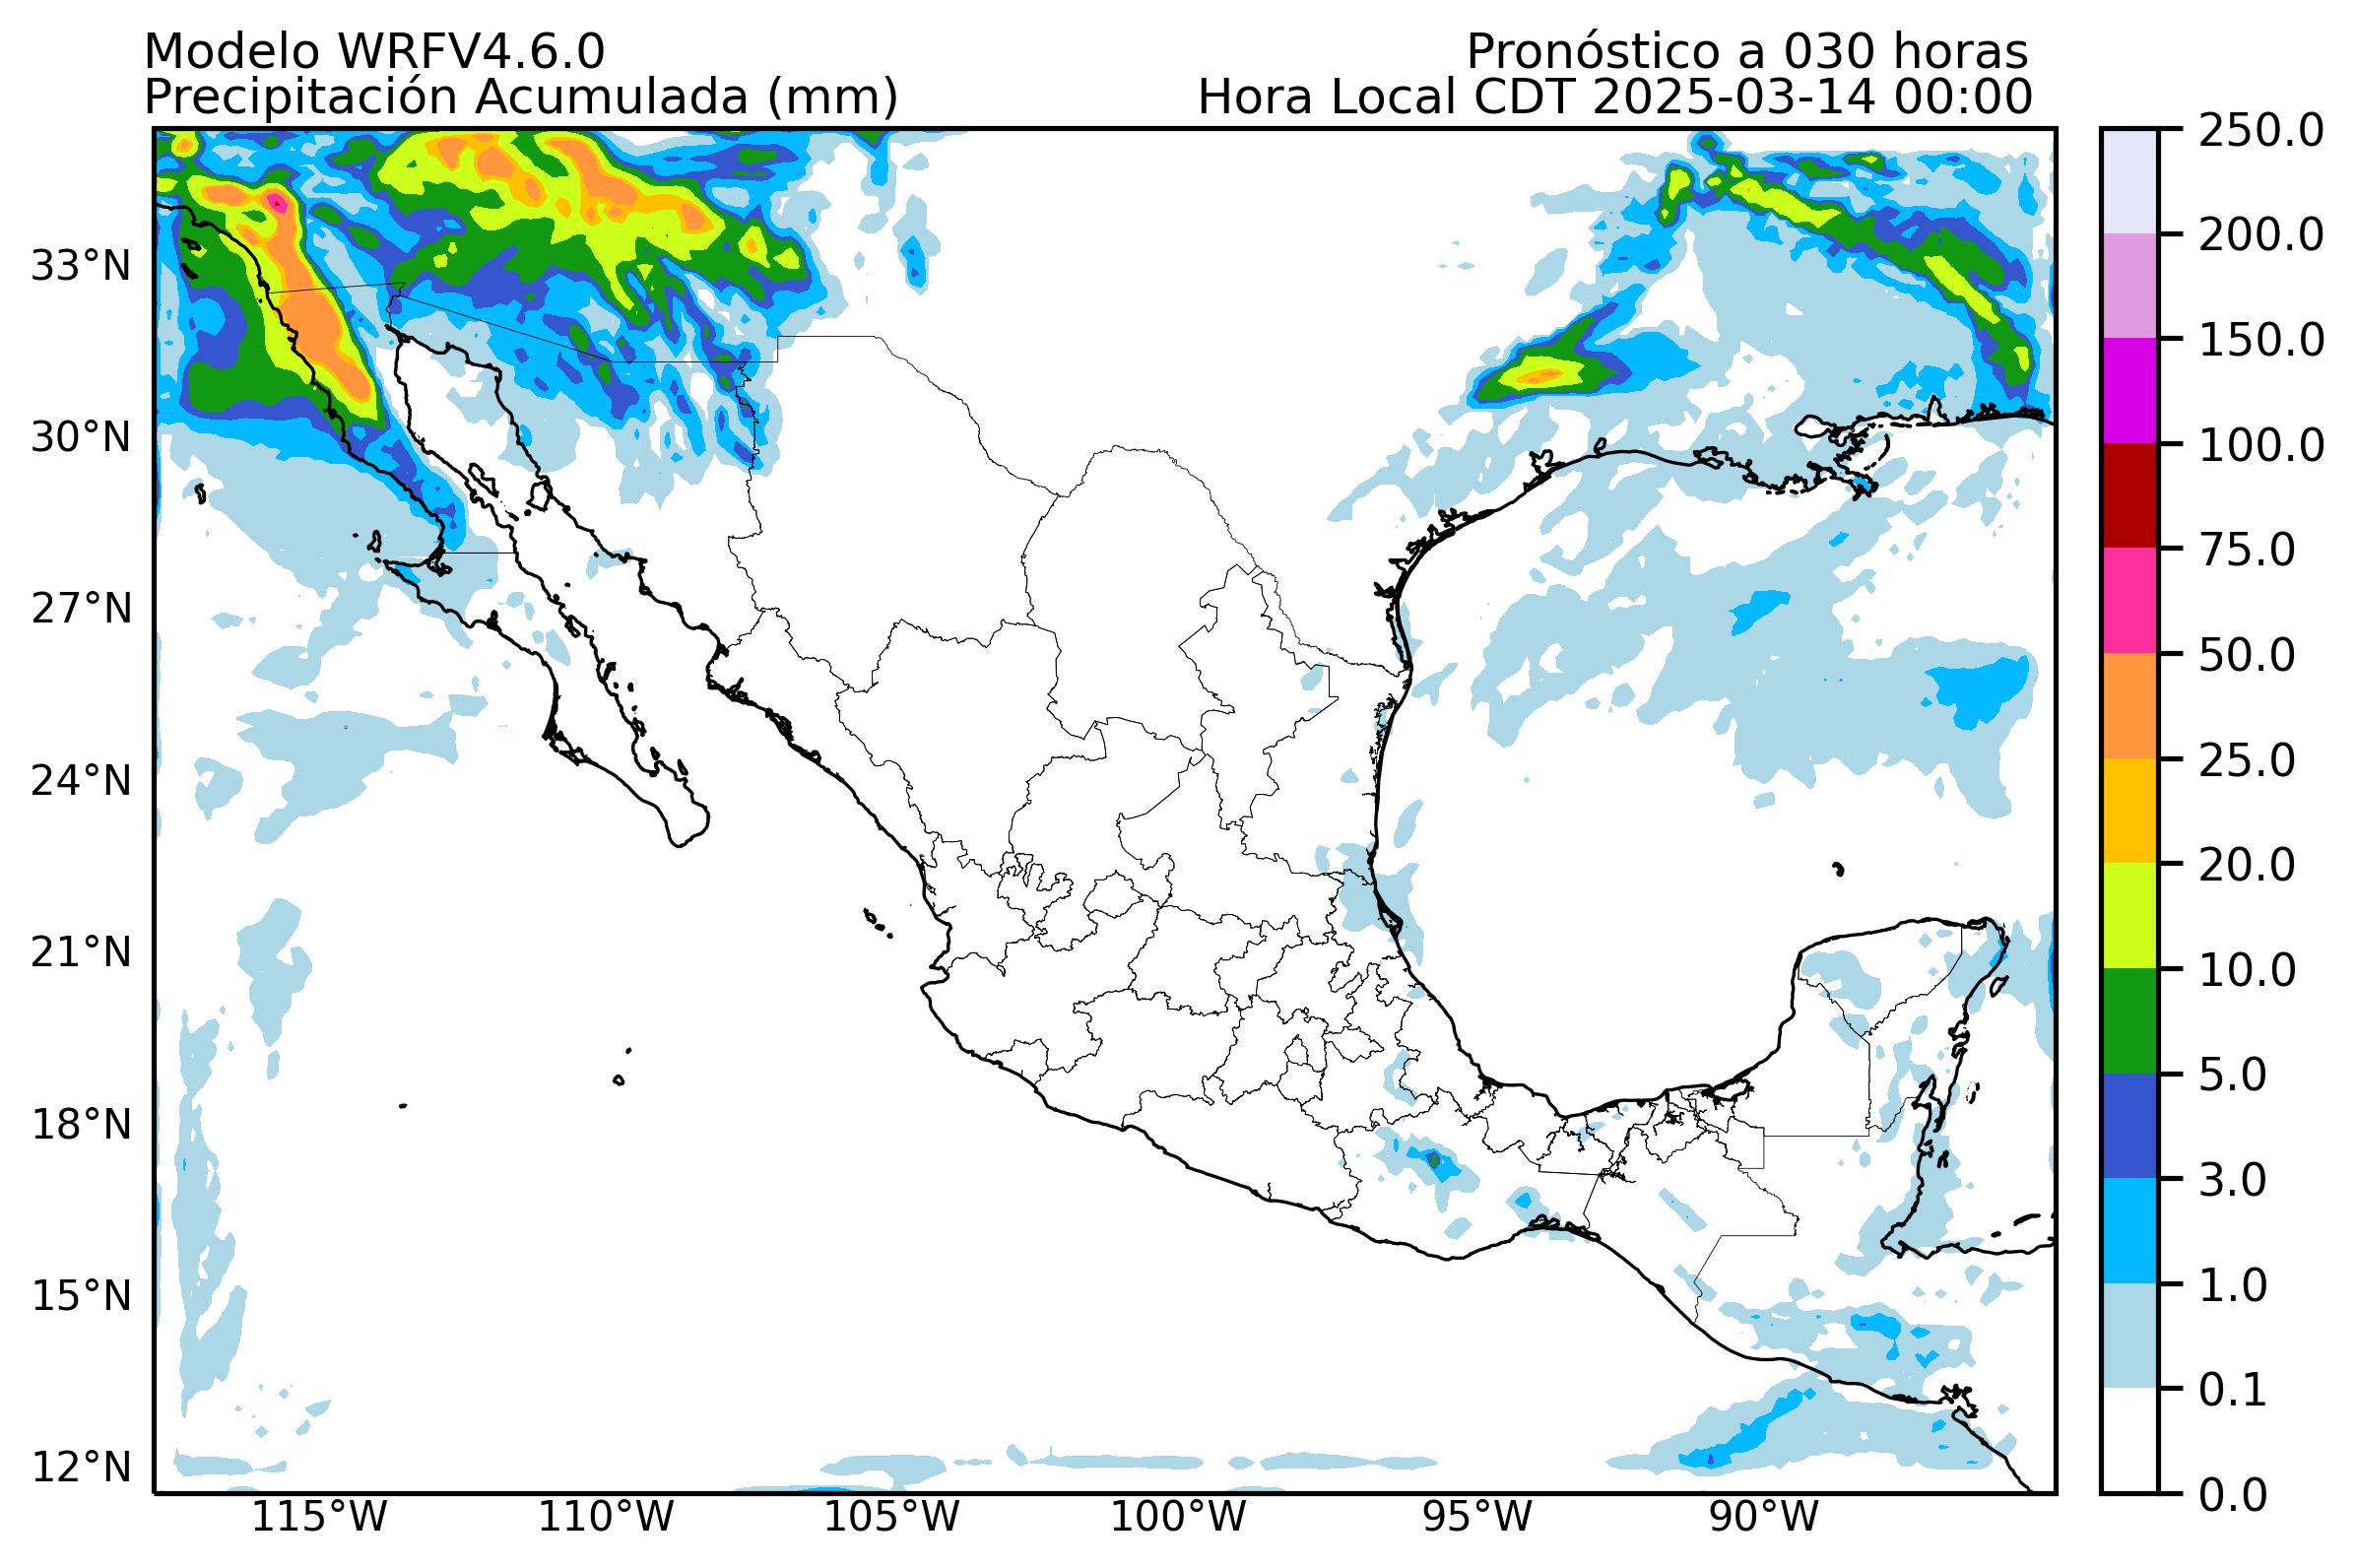 Modelo WRFV4.6.0
Pronóstico a 030 horas
Precipitación Acumulada (mm)
Hora Local CDT 2025-03-14 00:00
33°N
30°N
27°N
24°N
21°N
18°N
15°N
12°N
115°W
110°W
105°W
100°W
95°W
90°W
250.0
200.0
150.0
100.0
75.0
50.0
25.0
20.0
10.0
5.0
3.0
1.0
0.1
0.0